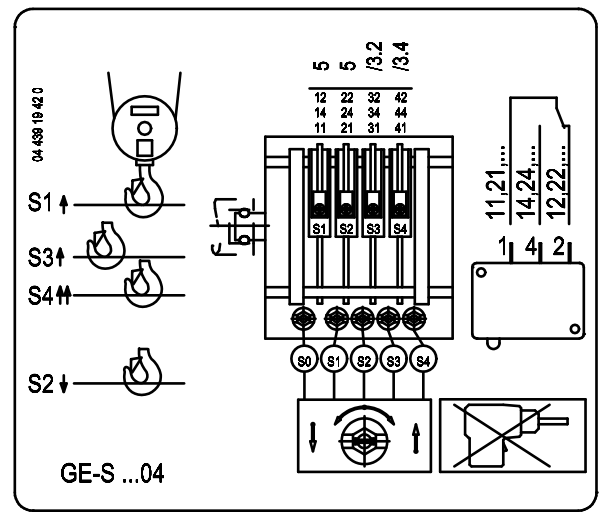 04 439 19 42 0
S1
S3
S4
S2
GE-S ...04
5 5 /3.2 /3.4
12 22 32 42
14 24 34 44
11 21 31 41
S1 S2 S3 S4
S0 S1 S2 S3 S4
11,21,...
14,24,...
12,22,...
1 4 2